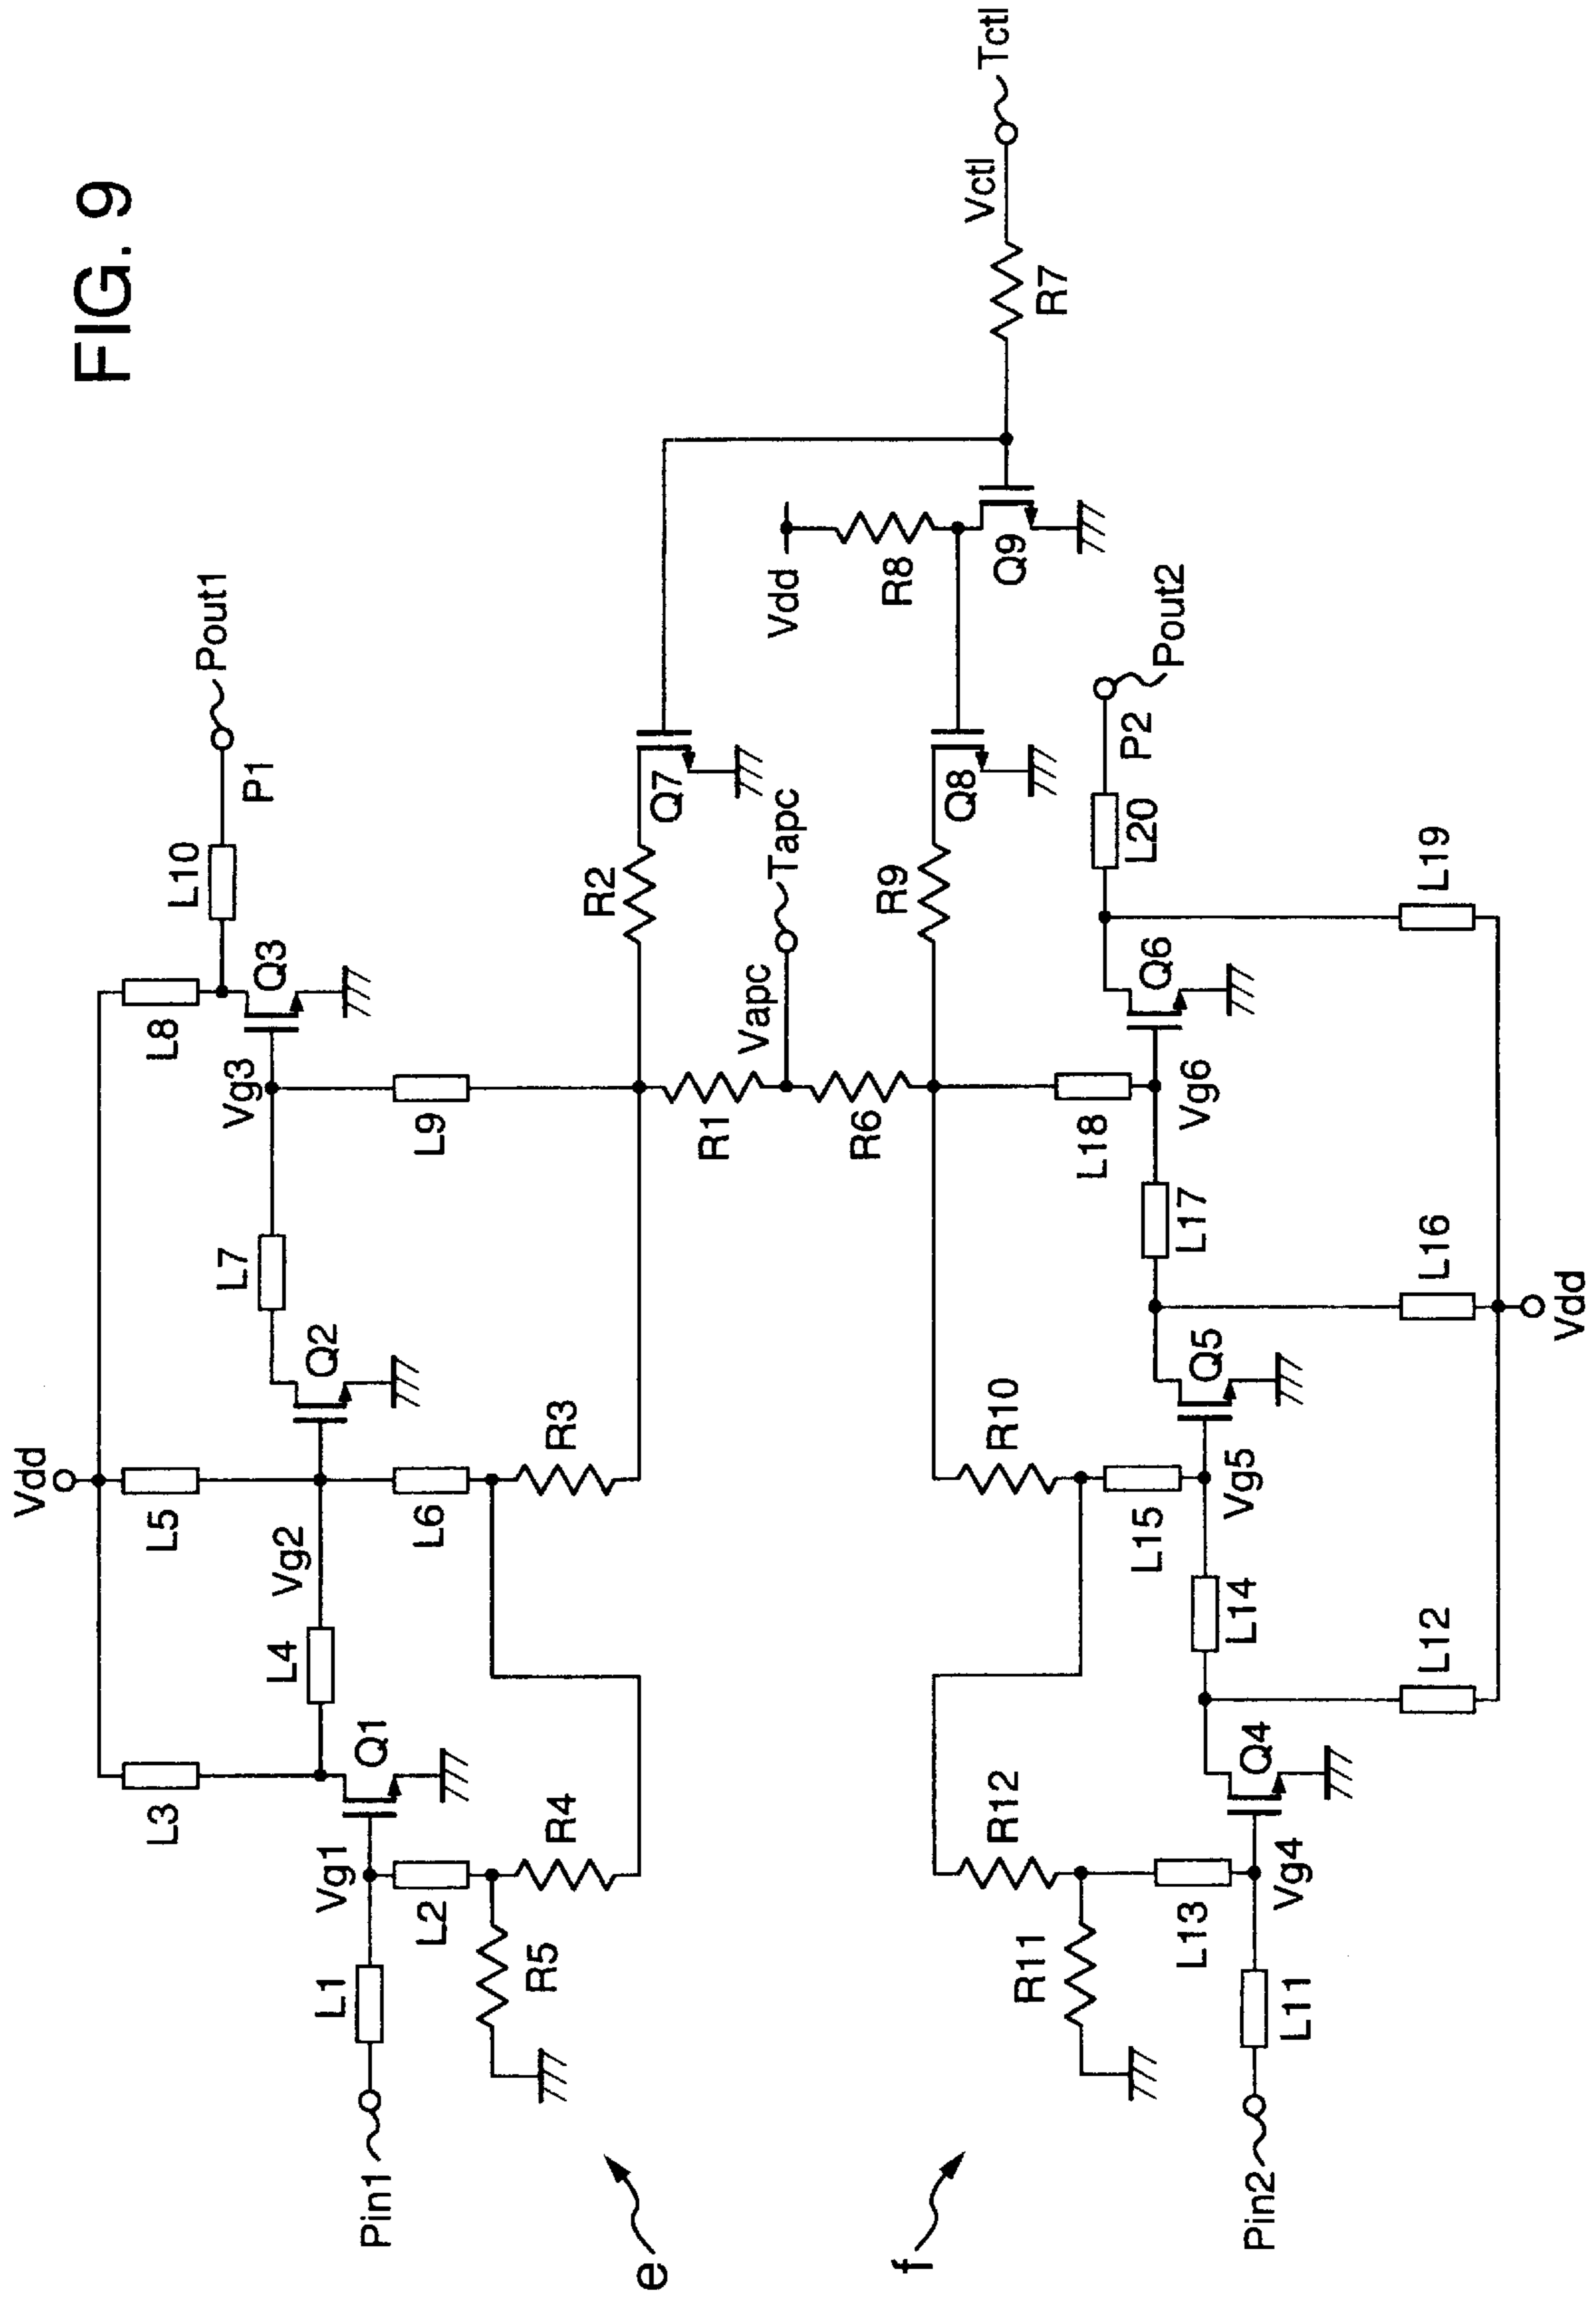 FIG. 9
Vdd
L3
L5
L8
L10
Pout1
P1
Pin1
L1
Vg1
Q1
L4
Vg2
Q2
L7
Vg3
Q3
L2
L6
L9
R5
R4
R3
R2
Q7
e
R1
Vapc
Tapc
Vdd
R8
R6
f
R9
Q8
Q9
Vctl
Tctl
R7
R11
R12
R10
L15
L18
P2
Pout2
L13
Q4
L14
Vg5
Q5
L17
Vg6
Q6
L20
Pin2
L11
Vg4
L12
L16
L19
Vdd